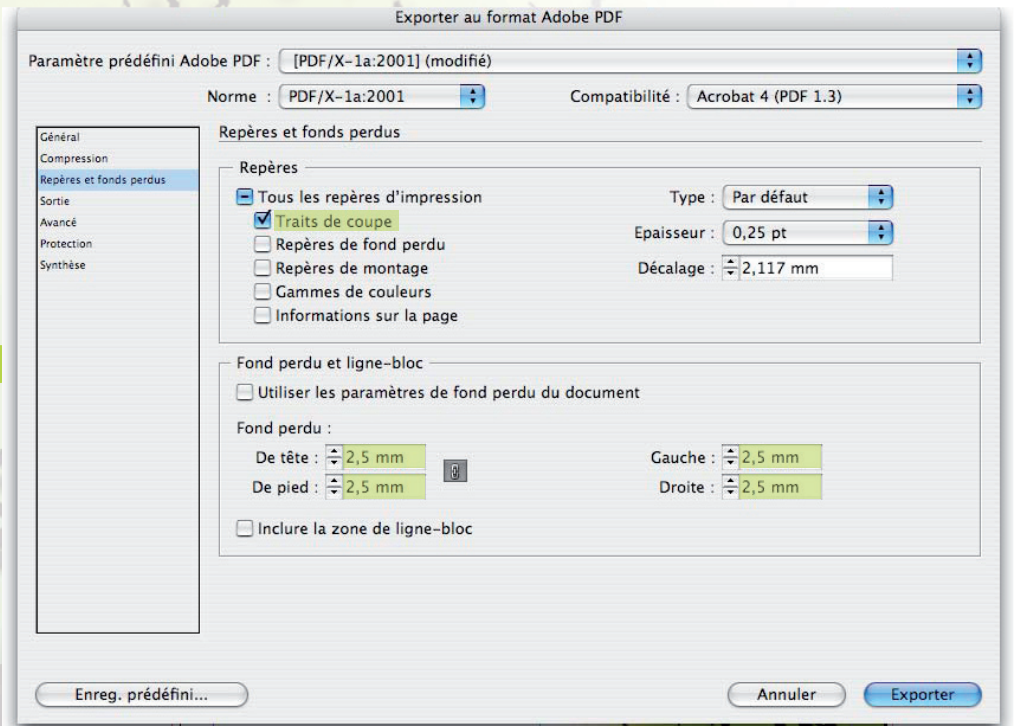 Exporter au format Adobe PDF
Paramètre prédéfini Adobe PDF : [PDF/X-1a:2001] (modifié)
Norme : PDF/X-1a:2001 Compatibilité : Acrobat 4 (PDF 1.3)
Général
Compression
Repères et fonds perdus
Sortie
Avancé
Protection
Synthèse
Repères et fonds perdus
Repères
Tous les repères d'impression
Traits de coupe
Repères de fond perdu
Repères de montage
Gammes de couleurs
Informations sur la page
Type : Par défaut
Epaisseur : 0,25 pt
Décalage : 2,117 mm
Fond perdu et ligne-bloc
Utiliser les paramètres de fond perdu du document
Fond perdu :
De tête : 2,5 mm Gauche : 2,5 mm
De pied : 2,5 mm Droite : 2,5 mm
Inclure la zone de ligne-bloc
Enreg. prédéfini... Annuler Exporter